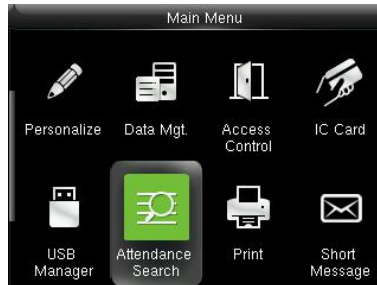 Main Menu
Personalize
Data Mgt.
Access
Control
IC Card
USB
Manager
Attendance
Search
Print
Short
Message